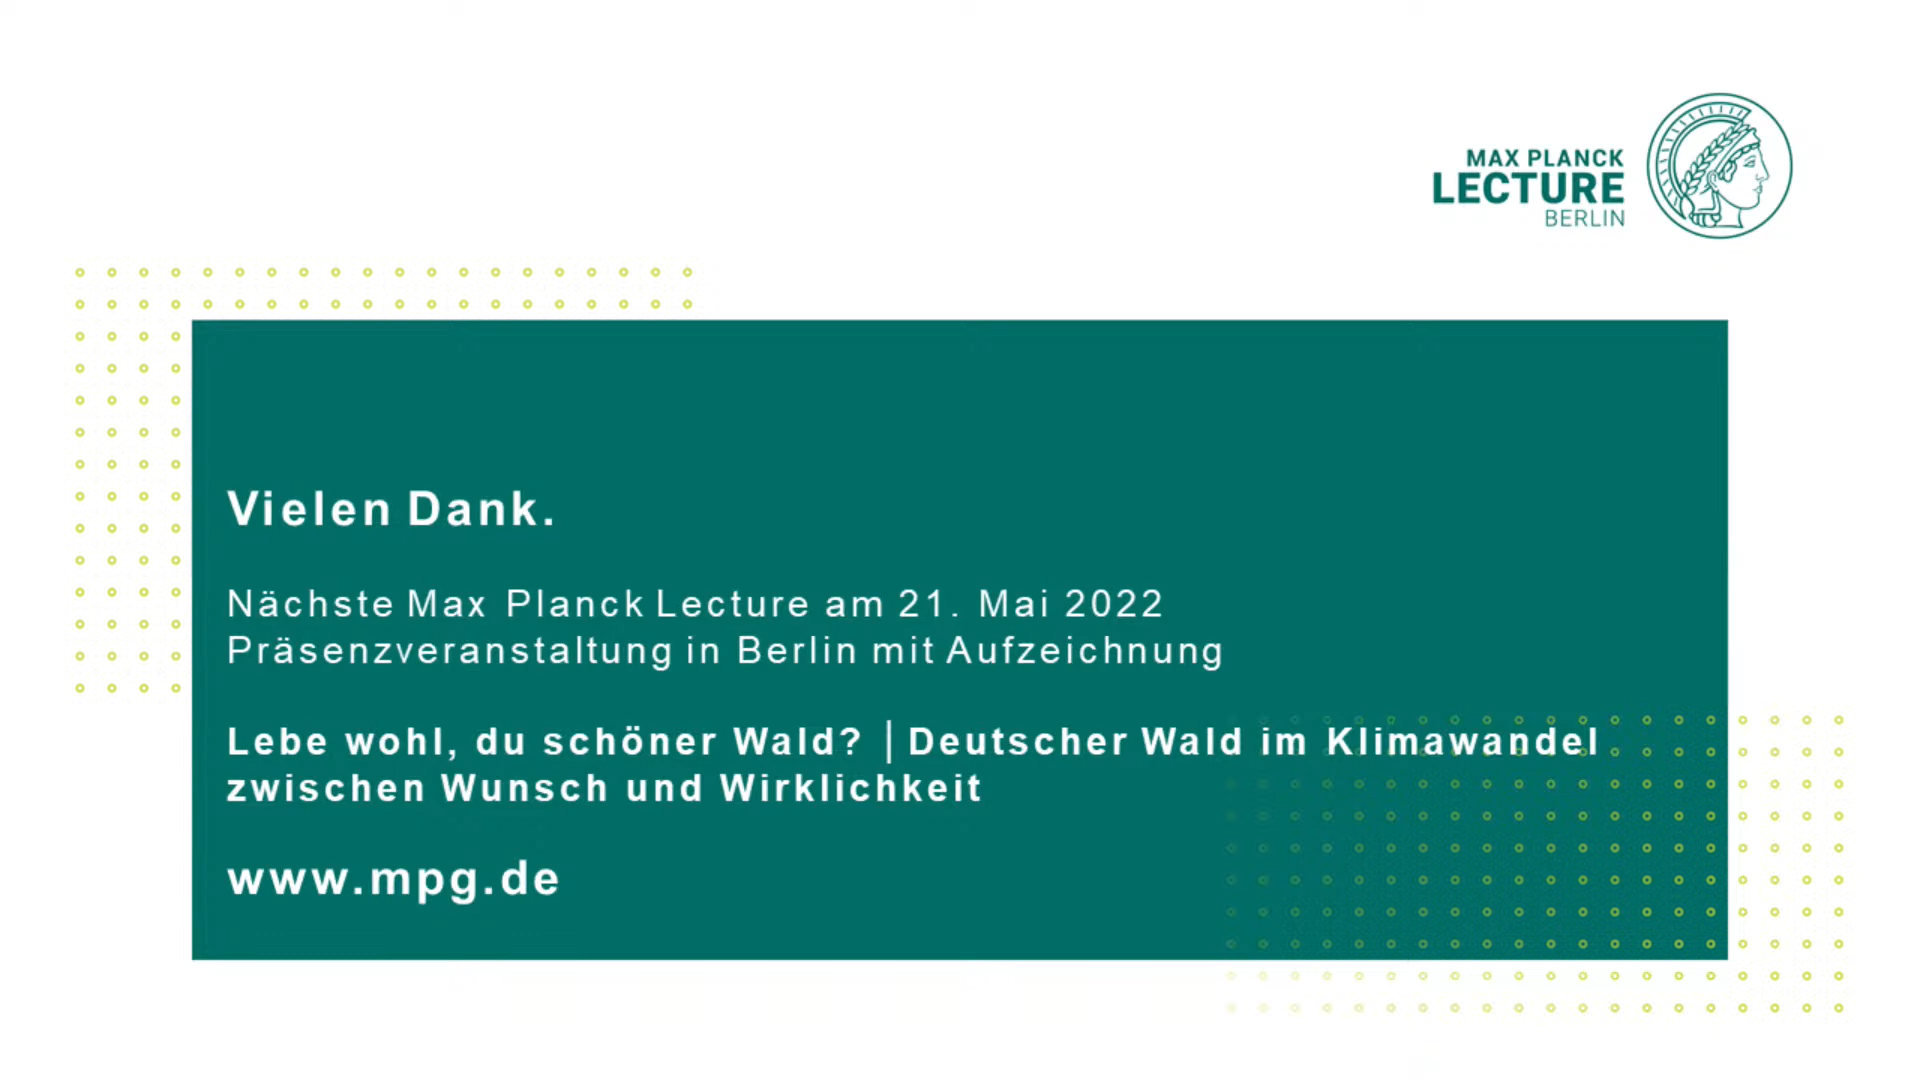 MAX PLANCK
LECTURE
BERLIN
Vielen Dank.
Nächste Max Planck Lecture am 21. Mai 2022
Präsenzveranstaltung in Berlin mit Aufzeichnung
Lebe wohl, du schöner Wald? | Deutscher Wald im Klimawandel
zwischen Wunsch und Wirklichkeit
www.mpg.de